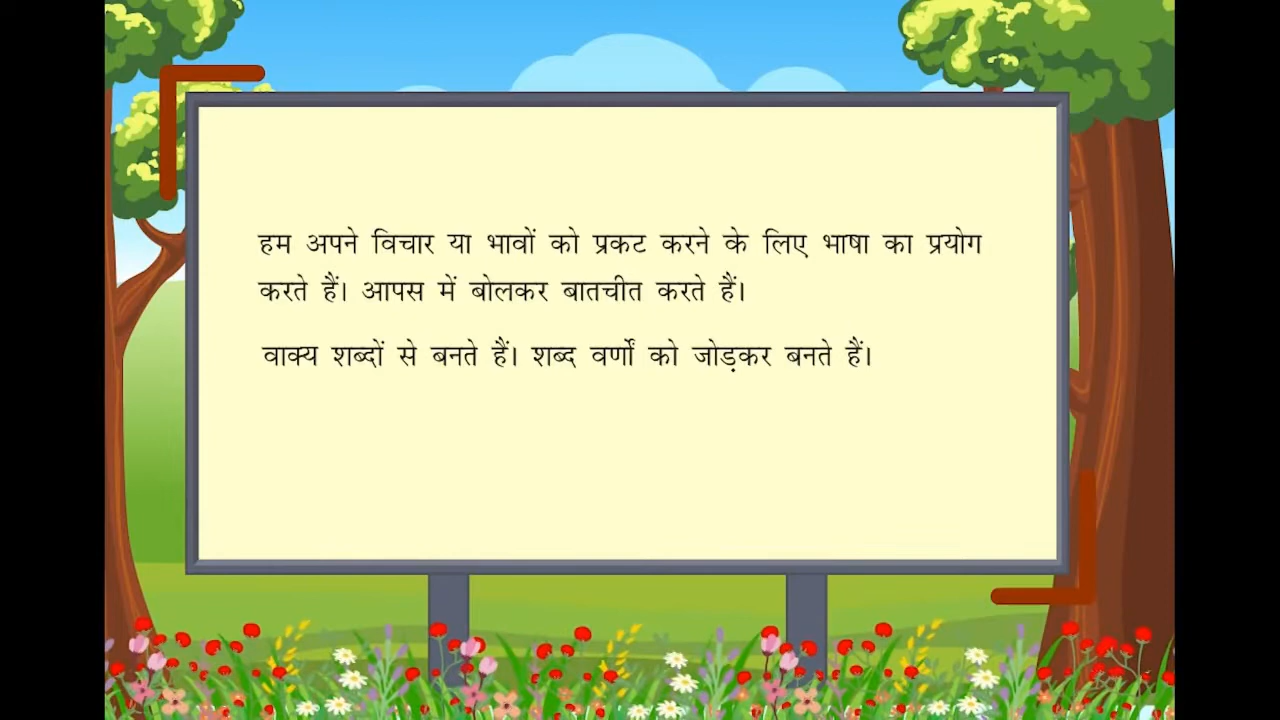 हम अपने विचार या भावों को प्रकट करने के लिए भाषा का प्रयोग
करते हैं। आपस में बोलकर बातचीत करते हैं।
वाक्य शब्दों से बनते हैं। शब्द वर्णों को जोड़कर बनते हैं।